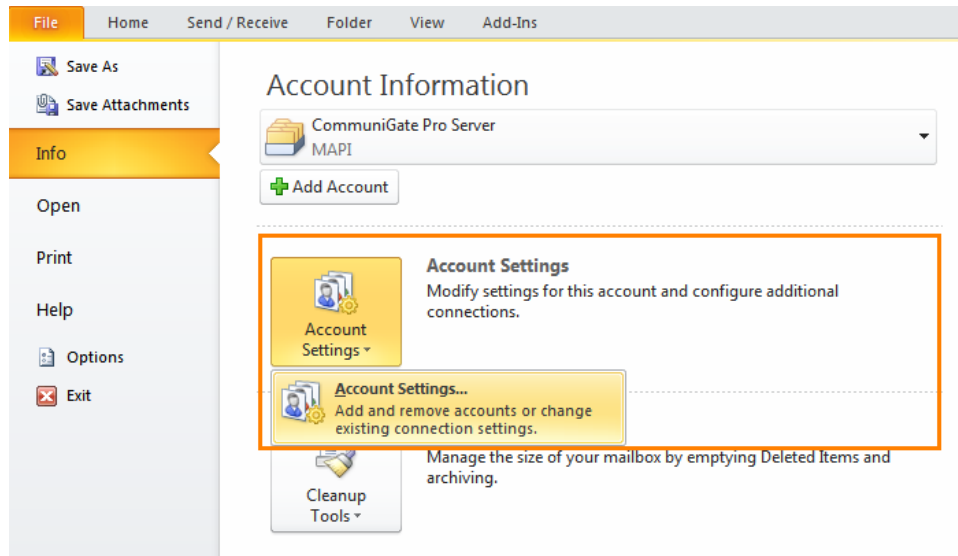 File Home Send / Receive Folder View Add-Ins
Save As
Save Attachments
Info
Open
Print
Help
Options
Exit
Account Information
CommuniGate Pro Server
MAPI
Add Account
Account
Settings
Account Settings
Modify settings for this account and configure additional
connections.
Account Settings...
Add and remove accounts or change
existing connection settings.
Cleanup
Tools
Manage the size of your mailbox by emptying Deleted Items and
archiving.